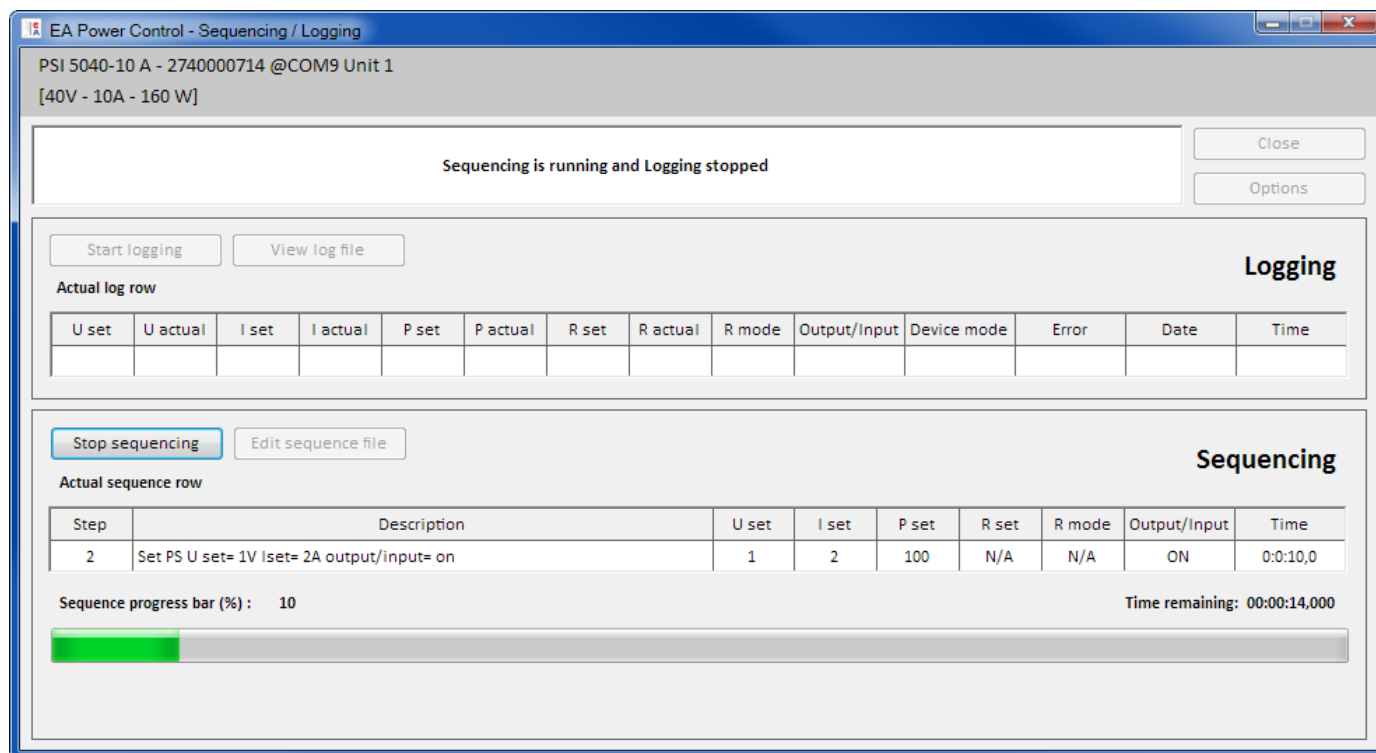 EA Power Control - Sequencing / Logging
PSI 5040-10 A - 2740000714 @COM9 Unit 1
[40V - 10A - 160 W]
Sequencing is running and Logging stopped
Close
Options
Start logging View log file
Logging
Actual log row
U set U actual I set I actual P set P actual R set R actual R mode Output/Input Device mode Error Date Time
Stop sequencing Edit sequence file
Sequencing
Actual sequence row
Step Description U set I set P set R set R mode Output/Input Time
2 Set PS U set= 1V Iset= 2A output/input= on 1 2 100 N/A N/A ON 0:0:10,0
Sequence progress bar (%) : 10 Time remaining: 00:00:14,000